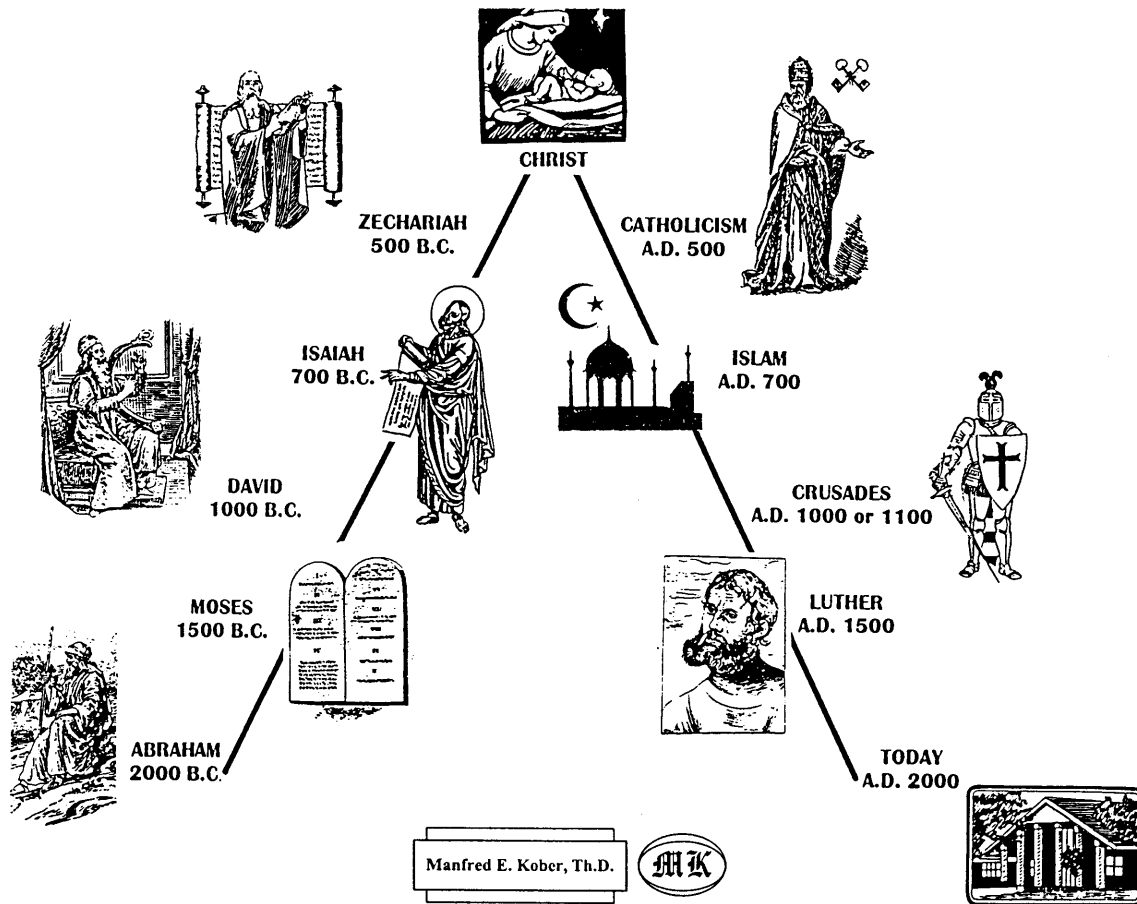 CHRIST
ZECHARIAH
500 B.C.
CATHOLICISM
A.D. 500
ISAIAH
700 B.C.
ISLAM
A.D. 700
DAVID
1000 B.C.
CRUSADES
A.D. 1000 or 1100
MOSES
1500 B.C.
LUTHER
A.D. 1500
ABRAHAM
2000 B.C.
TODAY
A.D. 2000
Manfred E. Kober, Th.D.
MK